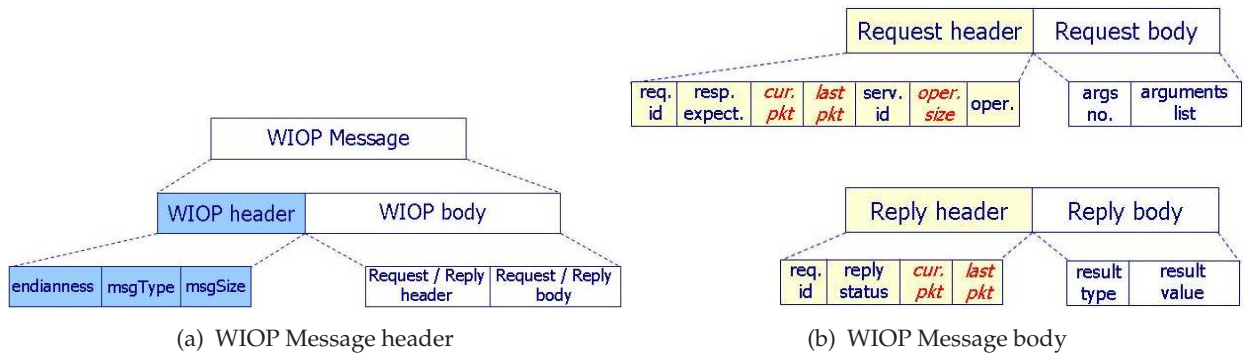 WIOP Message
WIOP header
WIOP body
endianness
msgType
msgSize
Request / Reply
header
Request / Reply
body
(a) WIOP Message header
Request header
Request body
req.
id
resp.
expect.
cur.
pkt
last
pkt
serv.
id
oper.
size
oper.
args
no.
arguments
list
Reply header
Reply body
req.
id
reply
status
cur.
pkt
last
pkt
result
type
result
value
(b) WIOP Message body